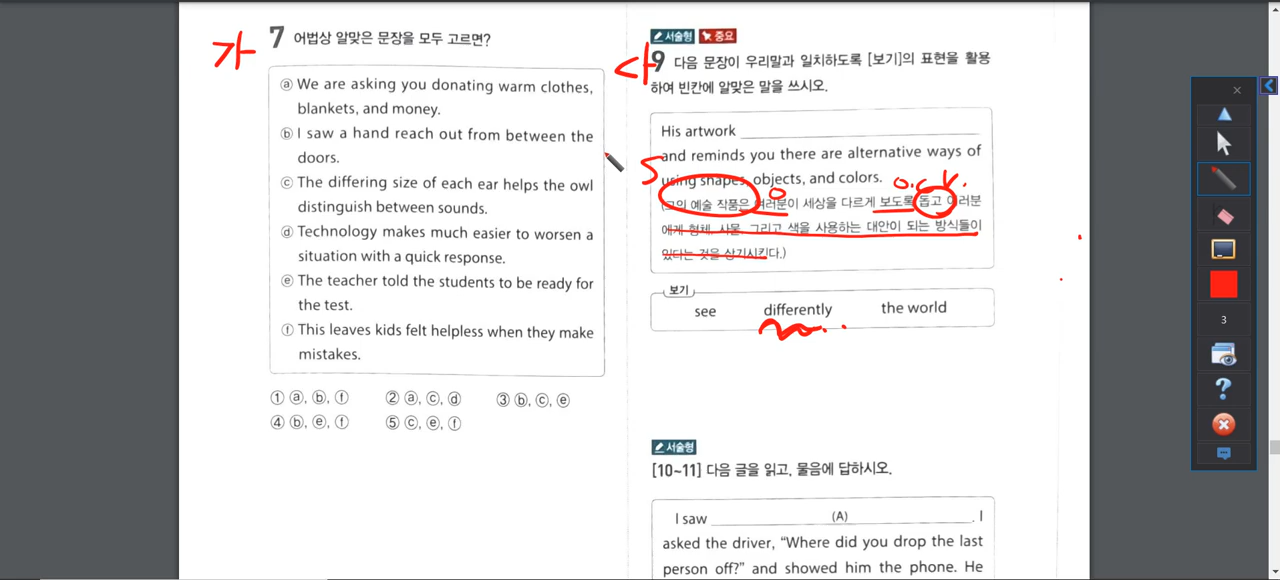 가
7 어법상 알맞은 문장을 모두 고르면?
ⓐ We are asking you donating warm clothes,
blankets, and money.
ⓑ I saw a hand reach out from between the
doors.
ⓒ The differing size of each ear helps the owl
distinguish between sounds.
ⓓ Technology makes much easier to worsen a
situation with a quick response.
ⓔ The teacher told the students to be ready for
the test.
ⓕ This leaves kids felt helpless when they make
mistakes.
① ⓐ, ⓑ, ⓕ ② ⓐ, ⓒ, ⓓ ③ ⓑ, ⓒ, ⓔ
④ ⓑ, ⓔ, ⓕ ⑤ ⓒ, ⓔ, ⓕ
서술형 중요
나
9 다음 문장이 우리말과 일치하도록 [보기]의 표현을 활용
하여 빈칸에 알맞은 말을 쓰시오.
His artwork
and reminds you there are alternative ways of
using shapes, objects, and colors.
S O O.C V.
(그의 예술 작품은 여러분이 세상을 다르게 보도록 돕고 여러분
에게 형체, 사물, 그리고 색을 사용하는 대안이 되는 방식들이
있다는 것을 상기시킨다.)
보기
see differently the world
서술형
[10~11] 다음 글을 읽고, 물음에 답하시오.
I saw (A) . I
asked the driver, “Where did you drop the last
person off?” and showed him the phone. He
3